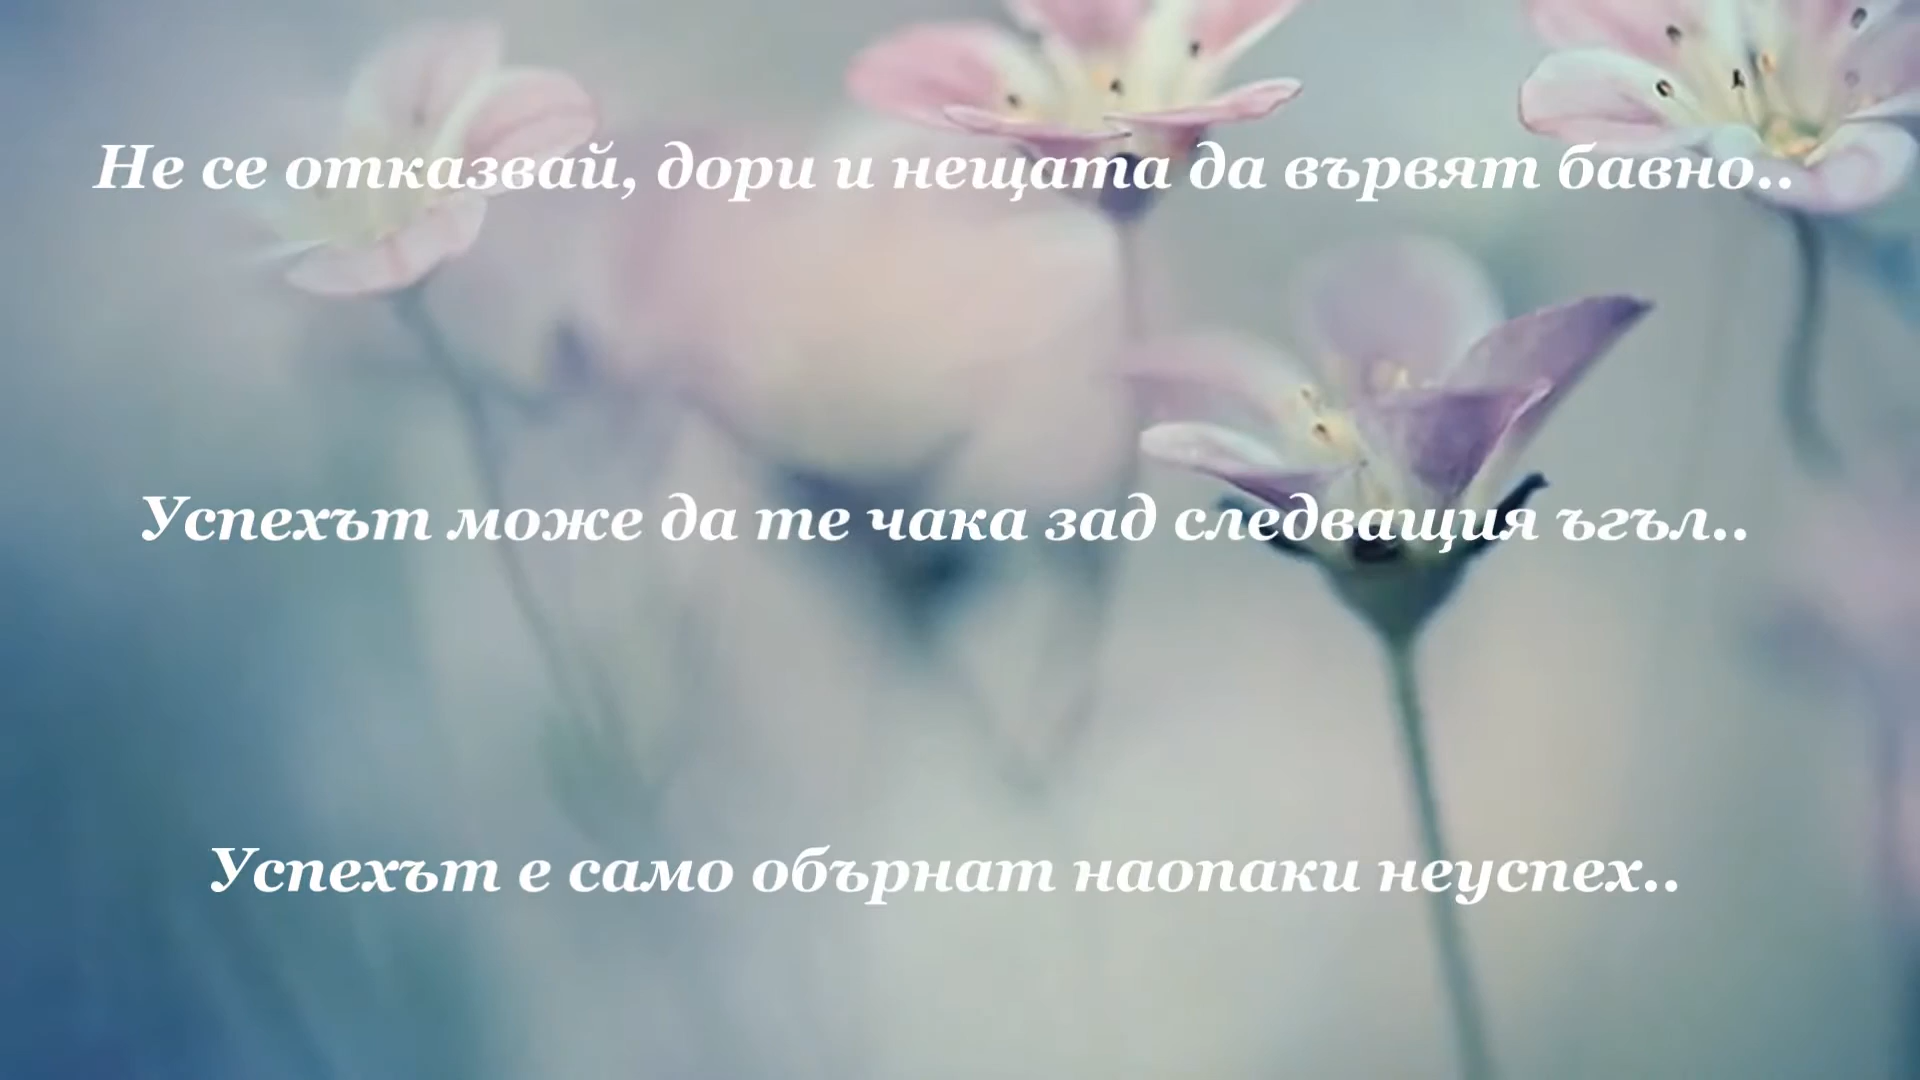 Не се отказвай, дори и нещата да вървят бавно..
Успехът може да те чака зад следващия ъгъл..
Успехът е само обърнат наопаки неуспех..